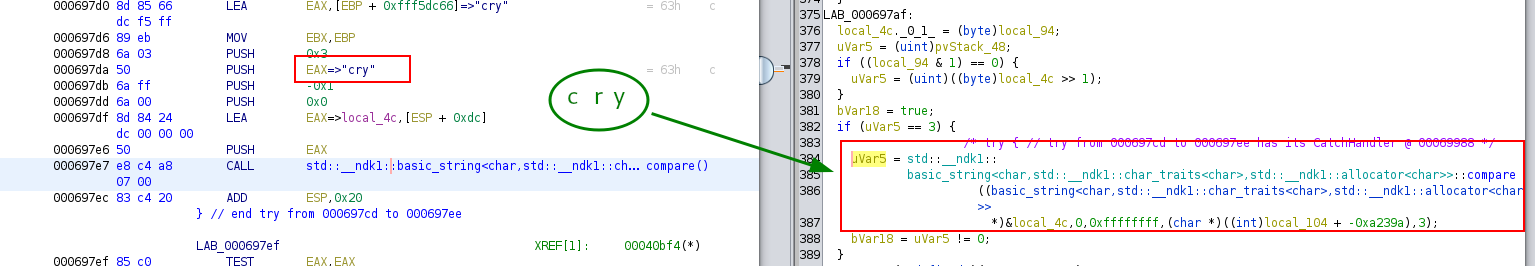 000697d0 8d 85 66 LEA EAX,[EBP + 0xfff5dc66]=>"cry" = 63h c
dc f5 ff
000697d6 89 eb MOV EBX,EBP
000697d8 6a 03 PUSH 0x3
000697da 50 PUSH EAX=>"cry" = 63h c
000697db 6a ff PUSH -0x1
000697dd 6a 00 PUSH 0x0
000697df 8d 84 24 LEA EAX=>local_4c,[ESP + 0xdc]
dc 00 00 00
000697e6 50 PUSH EAX
000697e7 e8 c4 a8 CALL std::__ndk1::basic_string<char,std::__ndk1::ch... compare()
07 00
000697ec 83 c4 20 ADD ESP,0x20
} // end try from 000697cd to 000697ee
LAB_000697ef XREF[1]: 00040bf4(*)
000697ef 85 c0 TEST EAX,EAX
c r y
375 LAB_000697af:
376 local_4c._0_1_ = (byte)local_94;
377 uVar5 = (uint)pvStack_48;
378 if ((local_94 & 1) == 0) {
379 uVar5 = (uint)((byte)local_4c >> 1);
380 }
381 bVar18 = true;
382 if (uVar5 == 3) {
383 /* try { // try from 000697cd to 000697ee has its CatchHandler @ 00069988 */
384 uVar5 = std::__ndk1::
385 basic_string<char,std::__ndk1::char_traits<char>,std::__ndk1::allocator<char>>::compare
386 ((basic_string<char,std::__ndk1::char_traits<char>,std::__ndk1::allocator<char
>>
387 *)&local_4c,0,0xffffffff,(char *)((int)local_104 + -0xa239a),3);
388 bVar18 = uVar5 != 0;
389 }